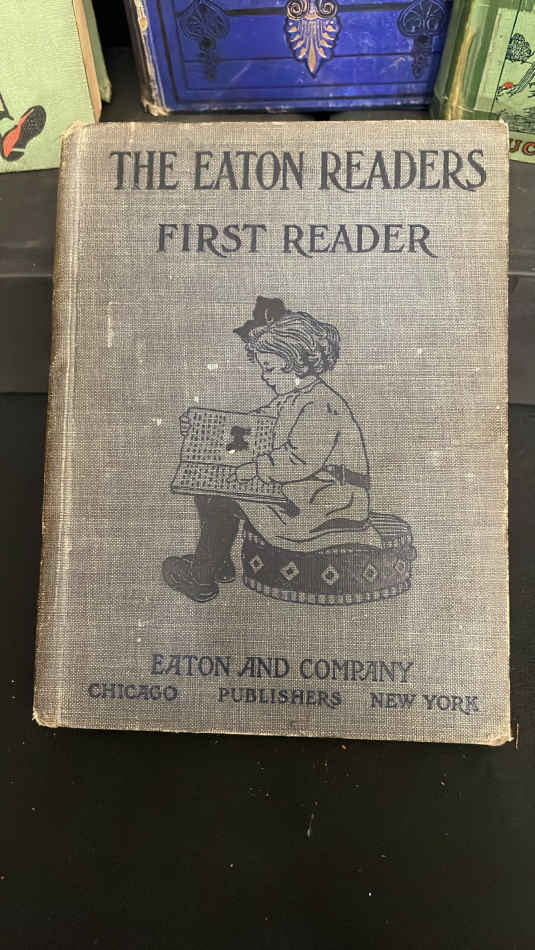 THE EATON READERS
FIRST READER
EATON AND COMPANY
CHICAGO PUBLISHERS NEW YORK